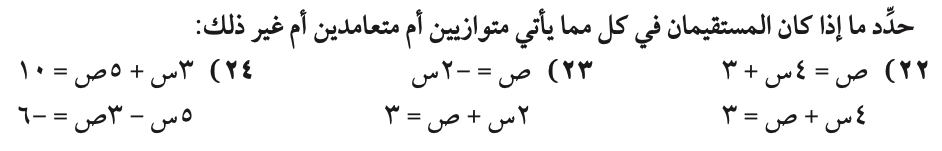 حدِّد ما إذا كان المستقيمان في كل مما يأتي متوازيين أم متعامدين أم غير ذلك:
٢٢) ص = ٤س + ٣ ٢٣) ص = –٢س ٢٤) ٣س + ٥ص = ١٠
٤س + ص = ٣ ٢س + ص = ٣ ٥س – ٣ص = –٦